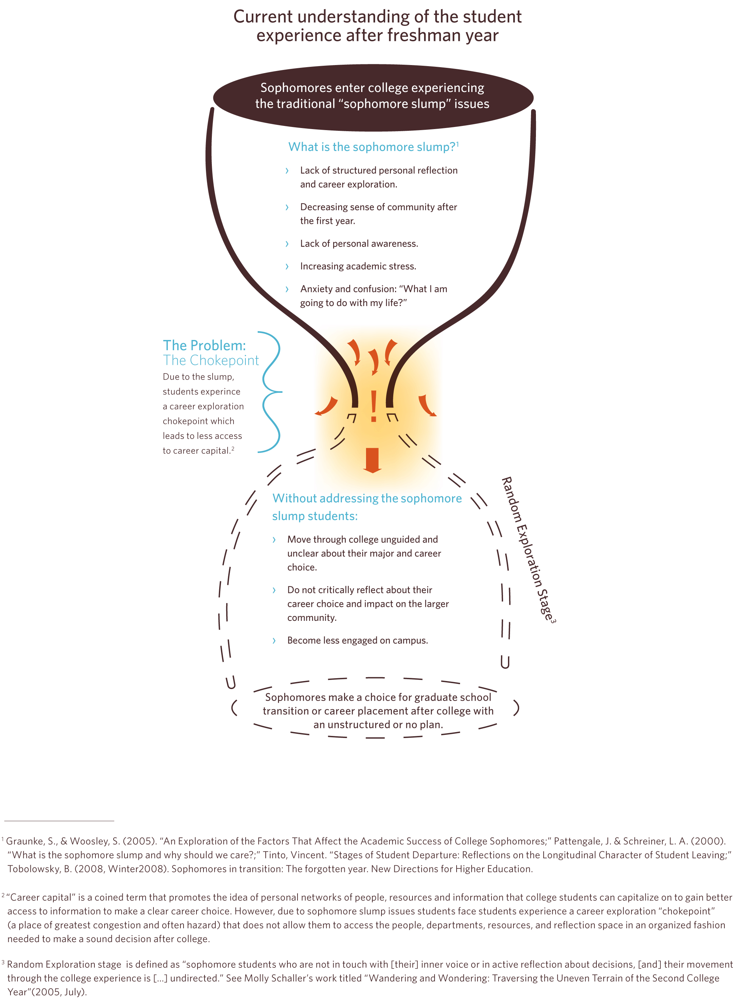 Current understanding of the student
experience after freshman year
Sophomores enter college experiencing
the traditional “sophomore slump” issues
What is the sophomore slump?¹
› Lack of structured personal reflection
and career exploration.
› Decreasing sense of community after
the first year.
› Lack of personal awareness.
› Increasing academic stress.
› Anxiety and confusion: “What I am
going to do with my life?”
The Problem:
The Chokepoint
Due to the slump,
students experince
a career exploration
chokepoint which
leads to less access
to career capital.²
!
Without addressing the sophomore
slump students:
› Move through college unguided and
unclear about their major and career
choice.
› Do not critically reflect about their
career choice and impact on the larger
community.
› Become less engaged on campus.
Random Exploration Stage³
Sophomores make a choice for graduate school
transition or career placement after college with
an unstructured or no plan.
¹ Graunke, S., & Woosley, S. (2005). “An Exploration of the Factors That Affect the Academic Success of College Sophomores;” Pattengale, J. & Schreiner, L. A. (2000).
“What is the sophomore slump and why should we care?;” Tinto, Vincent. “Stages of Student Departure: Reflections on the Longitudinal Character of Student Leaving;”
Tobolowsky, B. (2008, Winter2008). Sophomores in transition: The forgotten year. New Directions for Higher Education.
² “Career capital” is a coined term that promotes the idea of personal networks of people, resources and information that college students can capitalize on to gain better
access to information to make a clear career choice. However, due to sophomore slump issues students face students experience a career exploration “chokepoint”
(a place of greatest congestion and often hazard) that does not allow them to access the people, departments, resources, and reflection space in an organized fashion
needed to make a sound decision after college.
³ Random Exploration stage is defined as “sophomore students who are not in touch with [their] inner voice or in active reflection about decisions, [and] their movement
through the college experience is [...] undirected.” See Molly Schaller’s work titled “Wandering and Wondering: Traversing the Uneven Terrain of the Second College
Year”(2005, July).